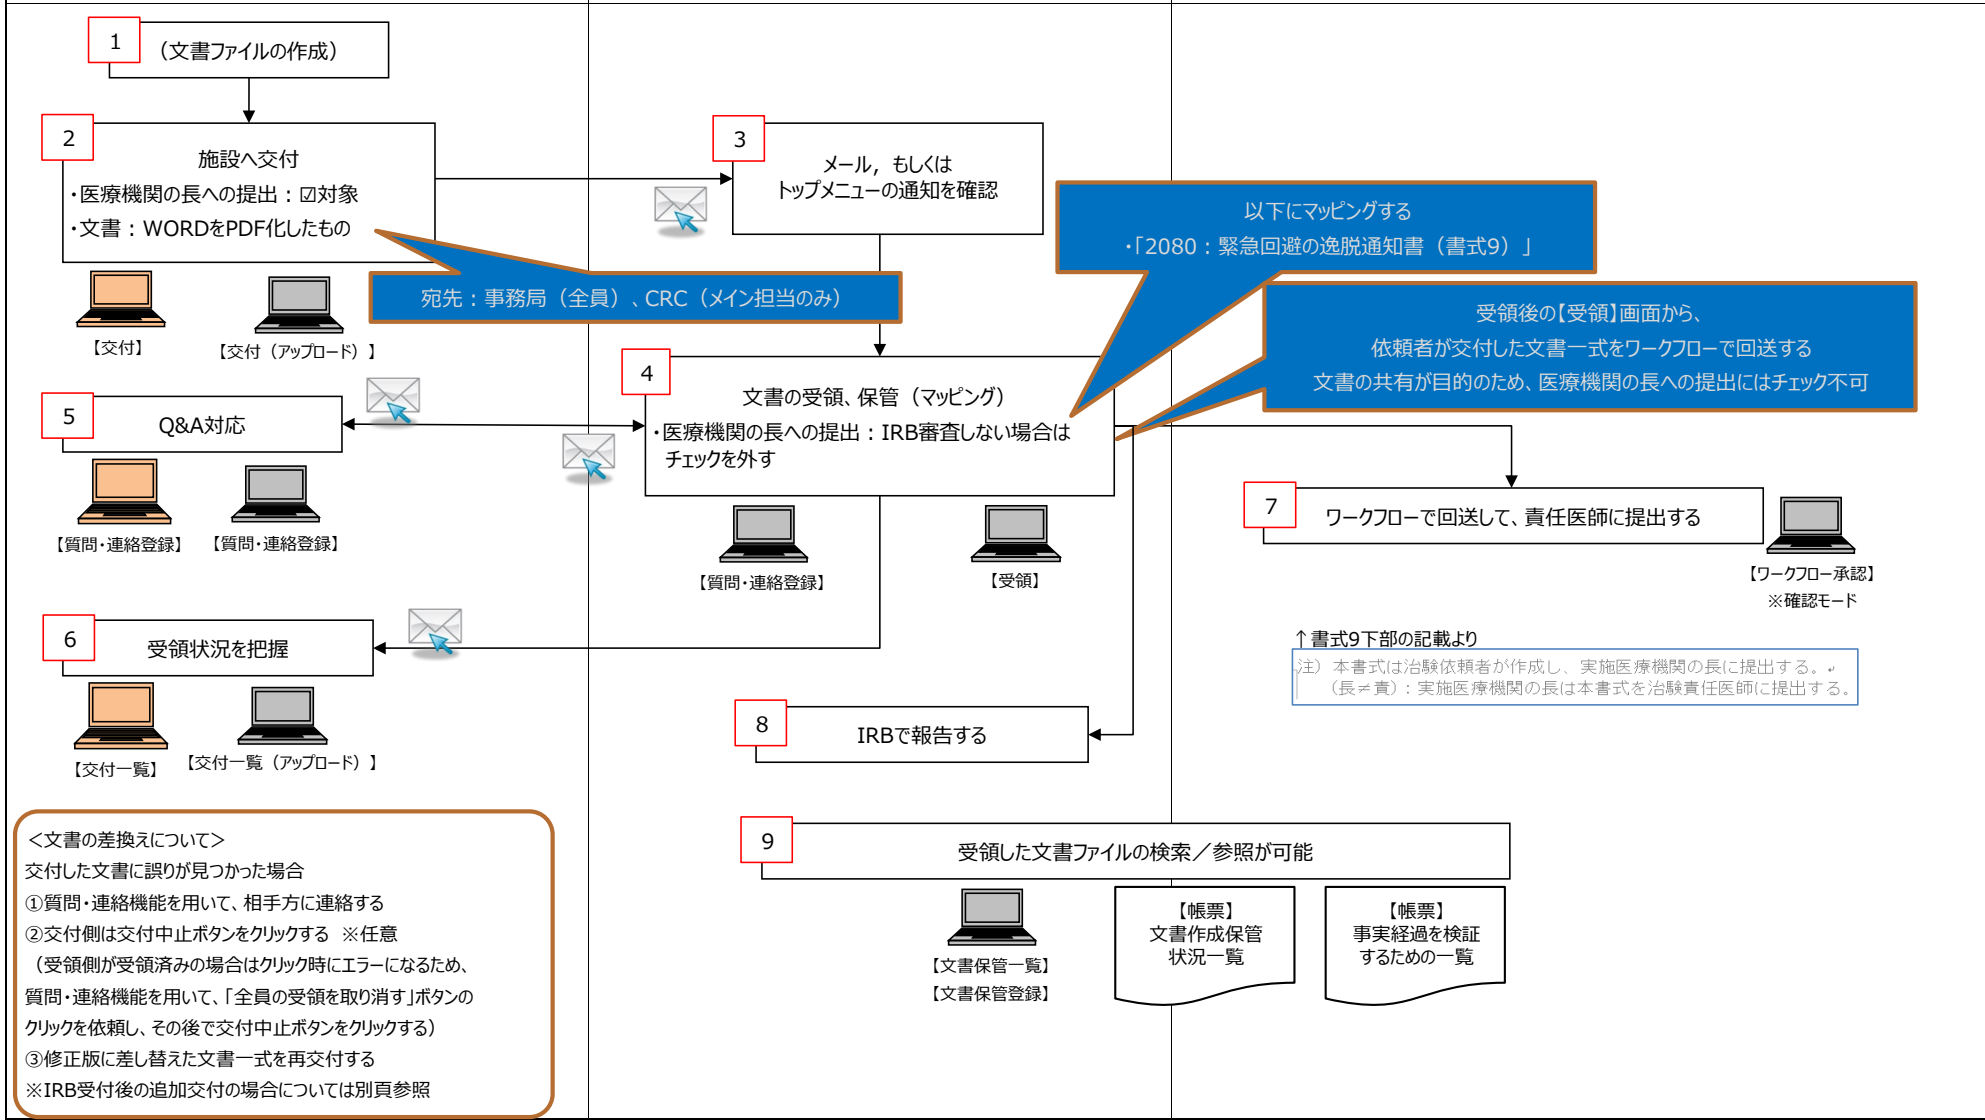 1
（文書ファイルの作成）
2
施設へ交付
・医療機関の長への提出：☑対象
・文書：WORDをPDF化したもの
【交付】
【交付（アップロード）】
宛先：事務局（全員）、CRC（メイン担当のみ）
3
メール，もしくは
トップメニューの通知を確認
以下にマッピングする
・「2080：緊急回避の逸脱通知書（書式9）」
受領後の【受領】画面から、
依頼者が交付した文書一式をワークフローで回送する
文書の共有が目的のため、医療機関の長への提出にはチェック不可
4
文書の受領、保管（マッピング）
・医療機関の長への提出：IRB審査しない場合は
チェックを外す
【質問・連絡登録】
【受領】
5
Q&A対応
【質問・連絡登録】
【質問・連絡登録】
6
受領状況を把握
【交付一覧】
【交付一覧（アップロード）】
7
ワークフローで回送して、責任医師に提出する
【ワークフロー承認】
※確認モード
↑書式9下部の記載より
注）本書式は治験依頼者が作成し、実施医療機関の長に提出する。↵
（長≠責）：実施医療機関の長は本書式を治験責任医師に提出する。
8
IRBで報告する
9
受領した文書ファイルの検索／参照が可能
【文書保管一覧】
【文書保管登録】
【帳票】
文書作成保管
状況一覧
【帳票】
事実経過を検証
するための一覧
＜文書の差換えについて＞
交付した文書に誤りが見つかった場合
①質問・連絡機能を用いて、相手方に連絡する
②交付側は交付中止ボタンをクリックする ※任意
（受領側が受領済みの場合はクリック時にエラーになるため、
質問・連絡機能を用いて、「全員の受領を取り消す」ボタンの
クリックを依頼し、その後で交付中止ボタンをクリックする）
③修正版に差し替えた文書一式を再交付する
※IRB受付後の追加交付の場合については別頁参照